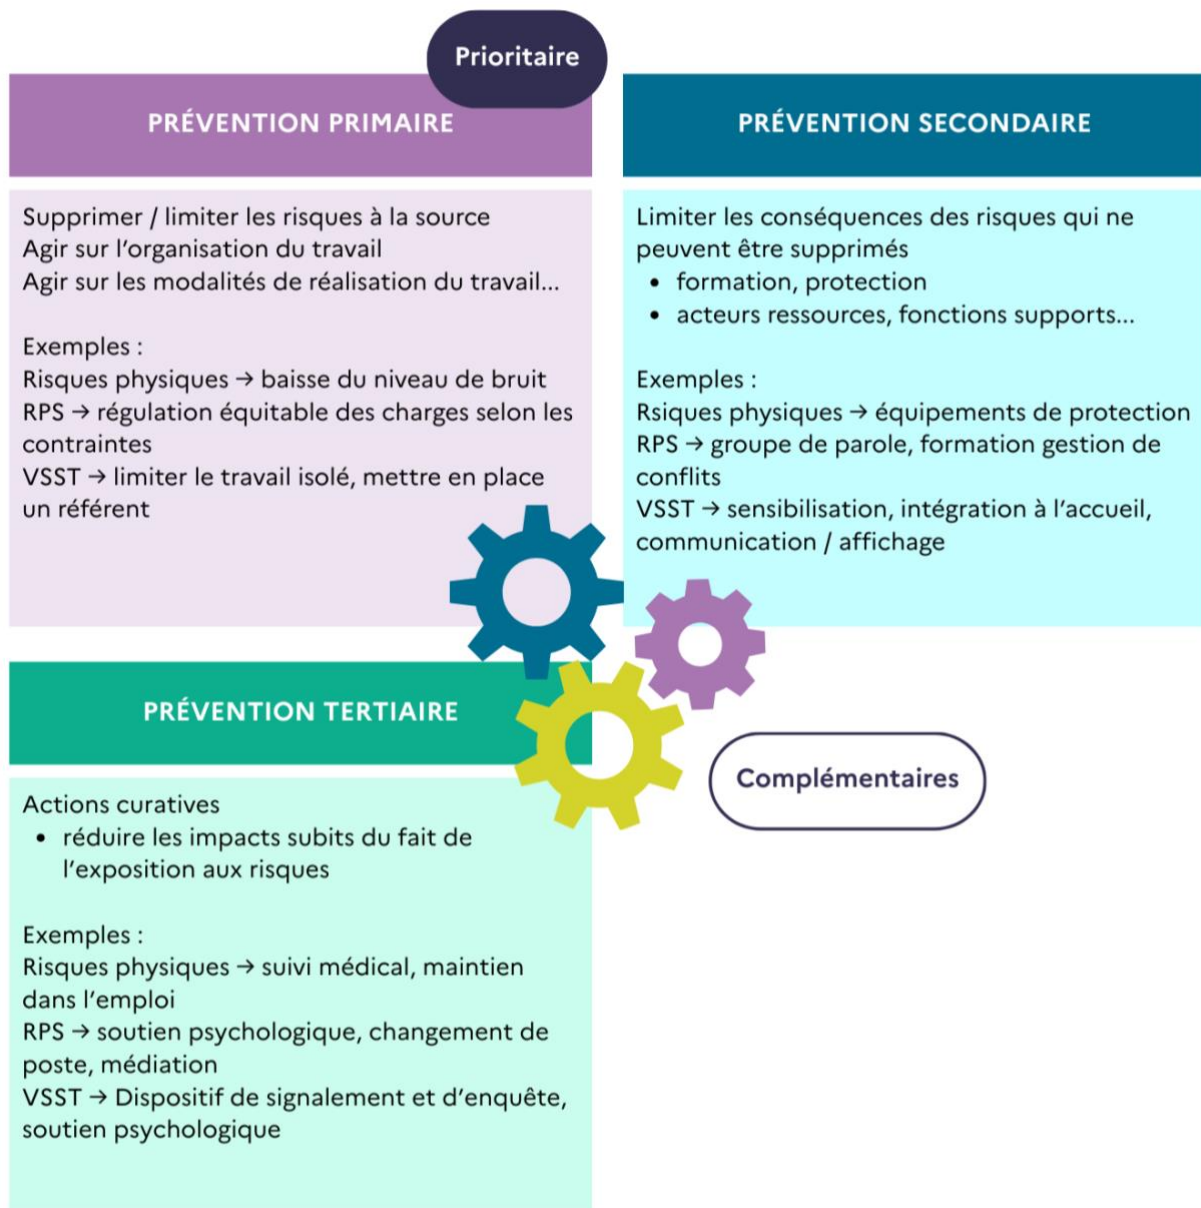 Prioritaire
PRÉVENTION PRIMAIRE
Supprimer / limiter les risques à la source
Agir sur l'organisation du travail
Agir sur les modalités de réalisation du travail...
Exemples :
Risques physiques → baisse du niveau de bruit
RPS → régulation équitable des charges selon les
contraintes
VSST → limiter le travail isolé, mettre en place
un référent
PRÉVENTION SECONDAIRE
Limiter les conséquences des risques qui ne
peuvent être supprimés
• formation, protection
• acteurs ressources, fonctions supports...
Exemples :
Rsiques physiques → équipements de protection
RPS → groupe de parole, formation gestion de
conflits
VSST → sensibilisation, intégration à l'accueil,
communication / affichage
PRÉVENTION TERTIAIRE
Actions curatives
• réduire les impacts subits du fait de
l'exposition aux risques
Exemples :
Risques physiques → suivi médical, maintien
dans l'emploi
RPS → soutien psychologique, changement de
poste, médiation
VSST → Dispositif de signalement et d'enquête,
soutien psychologique
Complémentaires